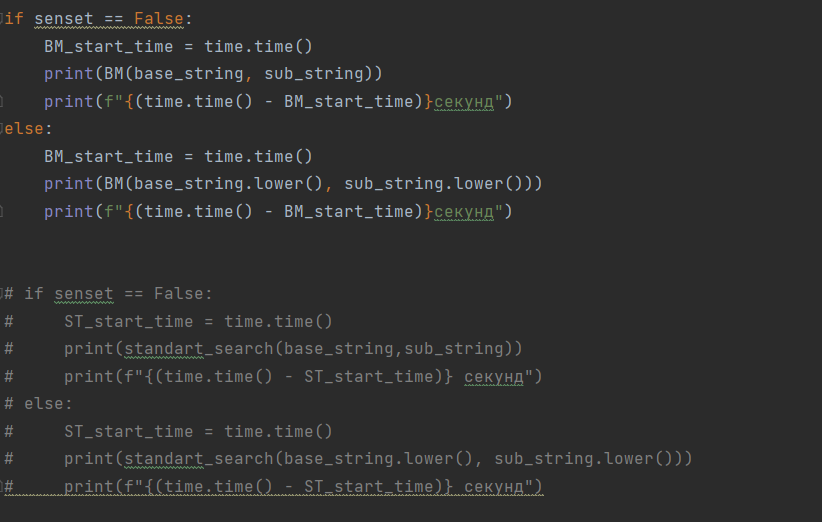 if senset == False:
    BM_start_time = time.time()
    print(BM(base_string, sub_string))
    print(f"{(time.time() - BM_start_time)}секунд")
else:
    BM_start_time = time.time()
    print(BM(base_string.lower(), sub_string.lower()))
    print(f"{(time.time() - BM_start_time)}секунд")
# if senset == False:
#     ST_start_time = time.time()
#     print(standart_search(base_string,sub_string))
#     print(f"{(time.time() - ST_start_time)} секунд")
# else:
#     ST_start_time = time.time()
#     print(standart_search(base_string.lower(), sub_string.lower()))
#     print(f"{(time.time() - ST_start_time)} секунд")